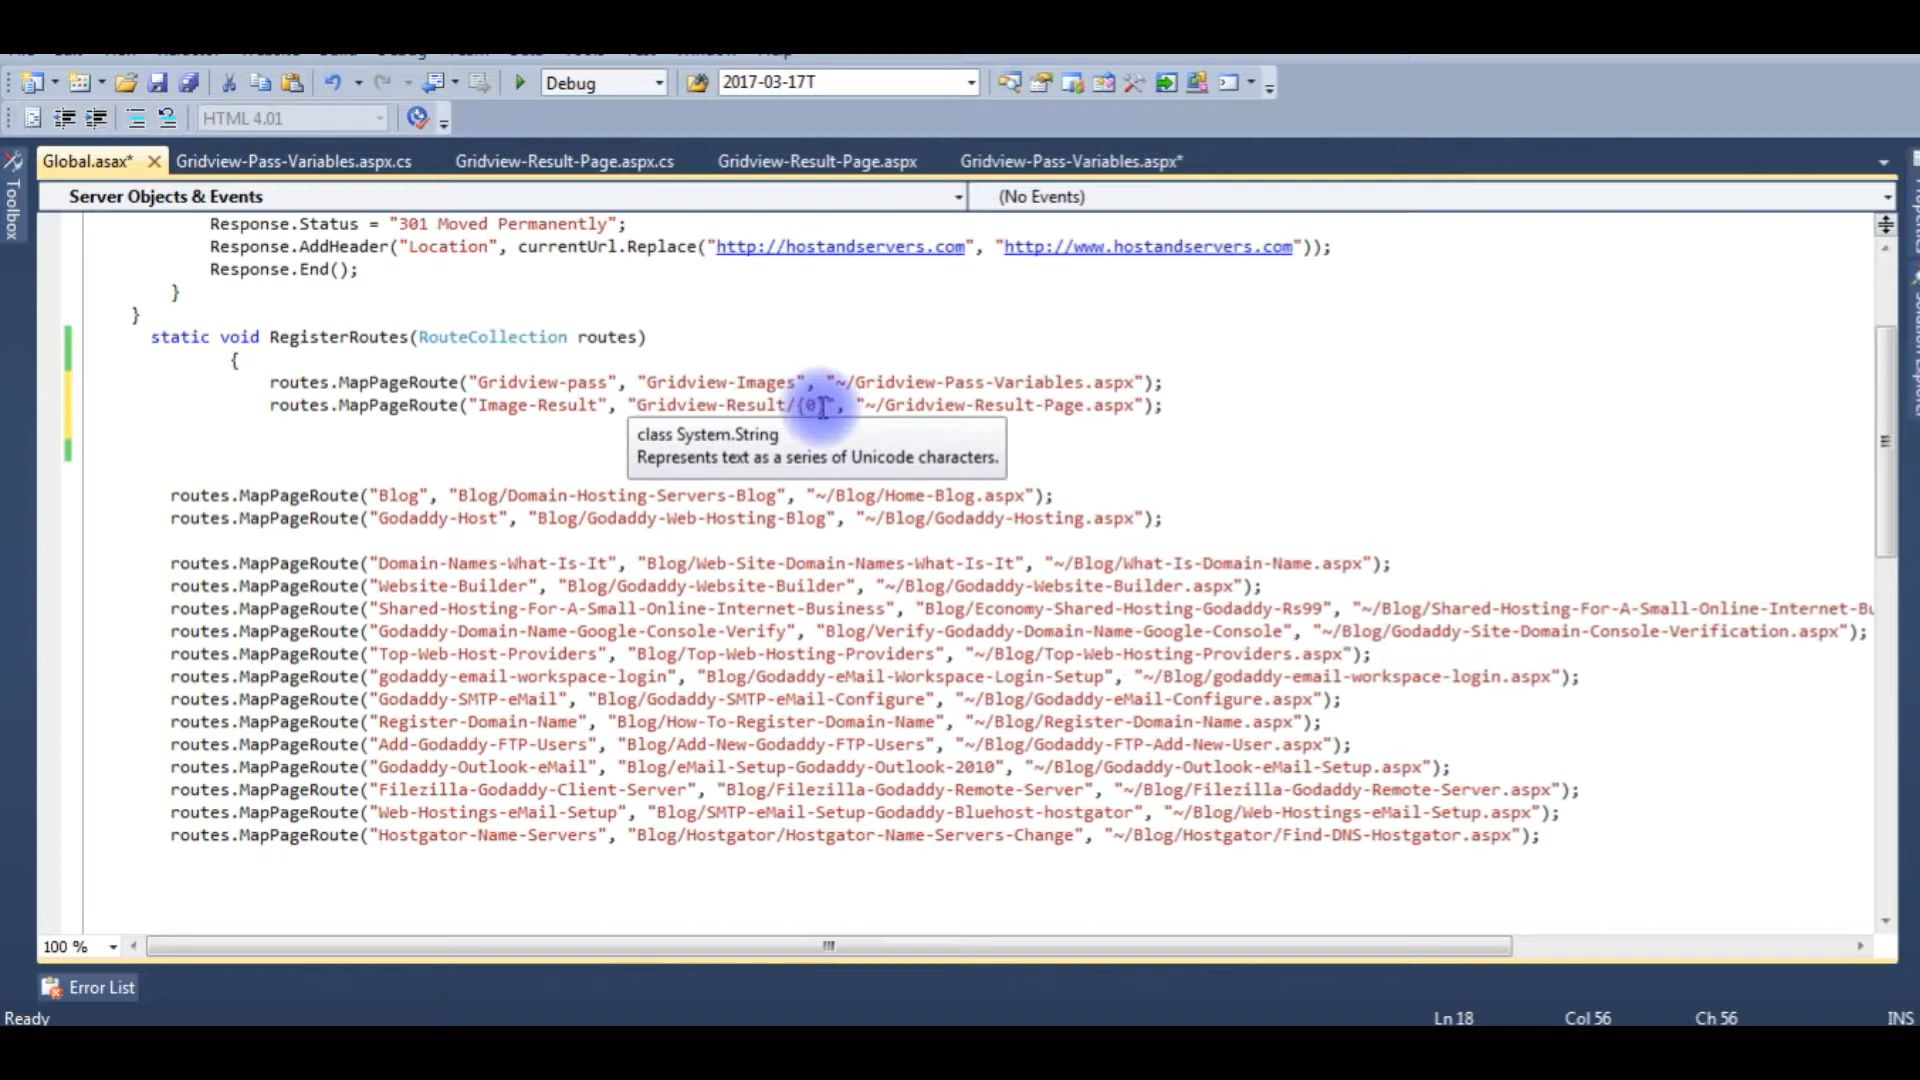 Debug
2017-03-17T
HTML 4.01
Toolbox
Global.asax*
Gridview-Pass-Variables.aspx.cs
Gridview-Result-Page.aspx.cs
Gridview-Result-Page.aspx
Gridview-Pass-Variables.aspx*
Server Objects & Events
(No Events)
Response.Status = "301 Moved Permanently";
Response.AddHeader("Location", currentUrl.Replace("http://hostandservers.com", "http://www.hostandservers.com"));
Response.End();
}
}
static void RegisterRoutes(RouteCollection routes)
{
routes.MapPageRoute("Gridview-pass", "Gridview-Images", "~/Gridview-Pass-Variables.aspx");
routes.MapPageRoute("Image-Result", "Gridview-Result/{0}", "~/Gridview-Result-Page.aspx");
class System.String
Represents text as a series of Unicode characters.
routes.MapPageRoute("Blog", "Blog/Domain-Hosting-Servers-Blog", "~/Blog/Home-Blog.aspx");
routes.MapPageRoute("Godaddy-Host", "Blog/Godaddy-Web-Hosting-Blog", "~/Blog/Godaddy-Hosting.aspx");
routes.MapPageRoute("Domain-Names-What-Is-It", "Blog/Web-Site-Domain-Names-What-Is-It", "~/Blog/What-Is-Domain-Name.aspx");
routes.MapPageRoute("Website-Builder", "Blog/Godaddy-Website-Builder", "~/Blog/Godaddy-Website-Builder.aspx");
routes.MapPageRoute("Shared-Hosting-For-A-Small-Online-Internet-Business", "Blog/Economy-Shared-Hosting-Godaddy-Rs99", "~/Blog/Shared-Hosting-For-A-Small-Online-Internet-Bu
routes.MapPageRoute("Godaddy-Domain-Name-Google-Console-Verify", "Blog/Verify-Godaddy-Domain-Name-Google-Console", "~/Blog/Godaddy-Site-Domain-Console-Verification.aspx");
routes.MapPageRoute("Top-Web-Host-Providers", "Blog/Top-Web-Hosting-Providers", "~/Blog/Top-Web-Hosting-Providers.aspx");
routes.MapPageRoute("godaddy-email-workspace-login", "Blog/Godaddy-eMail-Workspace-Login-Setup", "~/Blog/godaddy-email-workspace-login.aspx");
routes.MapPageRoute("Godaddy-SMTP-eMail", "Blog/Godaddy-SMTP-eMail-Configure", "~/Blog/Godaddy-eMail-Configure.aspx");
routes.MapPageRoute("Register-Domain-Name", "Blog/How-To-Register-Domain-Name", "~/Blog/Register-Domain-Name.aspx");
routes.MapPageRoute("Add-Godaddy-FTP-Users", "Blog/Add-New-Godaddy-FTP-Users", "~/Blog/Godaddy-FTP-Add-New-User.aspx");
routes.MapPageRoute("Godaddy-Outlook-eMail", "Blog/eMail-Setup-Godaddy-Outlook-2010", "~/Blog/Godaddy-Outlook-eMail-Setup.aspx");
routes.MapPageRoute("Filezilla-Godaddy-Client-Server", "Blog/Filezilla-Godaddy-Remote-Server", "~/Blog/Filezilla-Godaddy-Remote-Server.aspx");
routes.MapPageRoute("Web-Hostings-eMail-Setup", "Blog/SMTP-eMail-Setup-Godaddy-Bluehost-hostgator", "~/Blog/Web-Hostings-eMail-Setup.aspx");
routes.MapPageRoute("Hostgator-Name-Servers", "Blog/Hostgator/Hostgator-Name-Servers-Change", "~/Blog/Hostgator/Find-DNS-Hostgator.aspx");
100 %
Error List
Ready
Ln 18
Col 56
Ch 56
INS